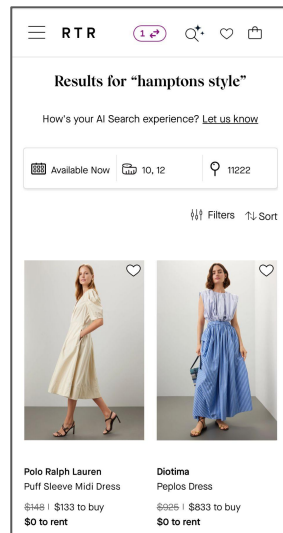 RTR
1
Results for “hamptons style”
How's your AI Search experience? Let us know
Available Now
10, 12
11222
Filters
Sort
Polo Ralph Lauren
Puff Sleeve Midi Dress
$148 | $133 to buy
$0 to rent
Diotima
Peplos Dress
$925 | $833 to buy
$0 to rent